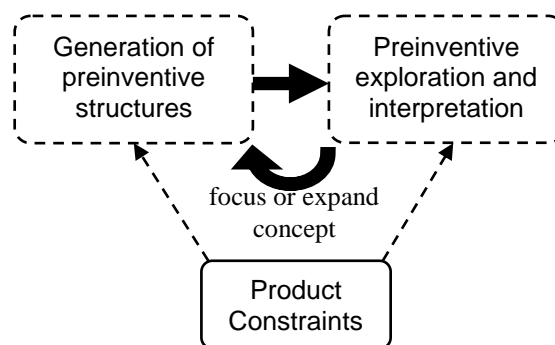 Generation of
preinventive
structures
Preinventive
exploration and
interpretation
focus or expand
concept
Product
Constraints